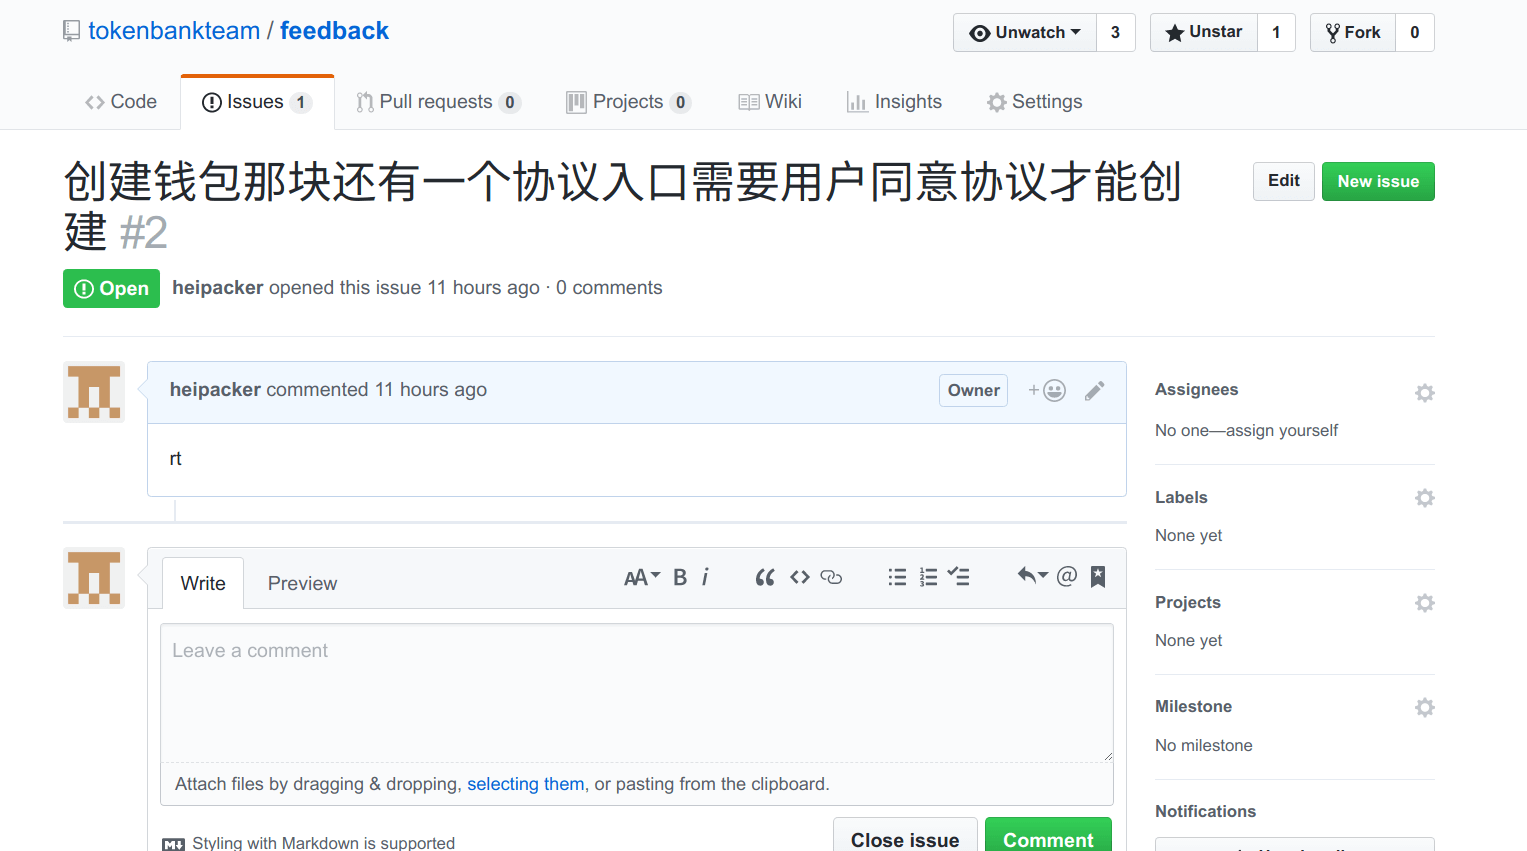 tokenbankteam / feedback
Unwatch 3
Unstar 1
Fork 0
Code
Issues 1
Pull requests 0
Projects 0
Wiki
Insights
Settings
创建钱包那块还有一个协议入口需要用户同意协议才能创
建 #2
Edit
New issue
Open
heipacker opened this issue 11 hours ago · 0 comments
heipacker commented 11 hours ago
Owner
rt
Write
Preview
Leave a comment
Attach files by dragging & dropping, selecting them, or pasting from the clipboard.
Styling with Markdown is supported
Close issue
Comment
Assignees
No one—assign yourself
Labels
None yet
Projects
None yet
Milestone
No milestone
Notifications